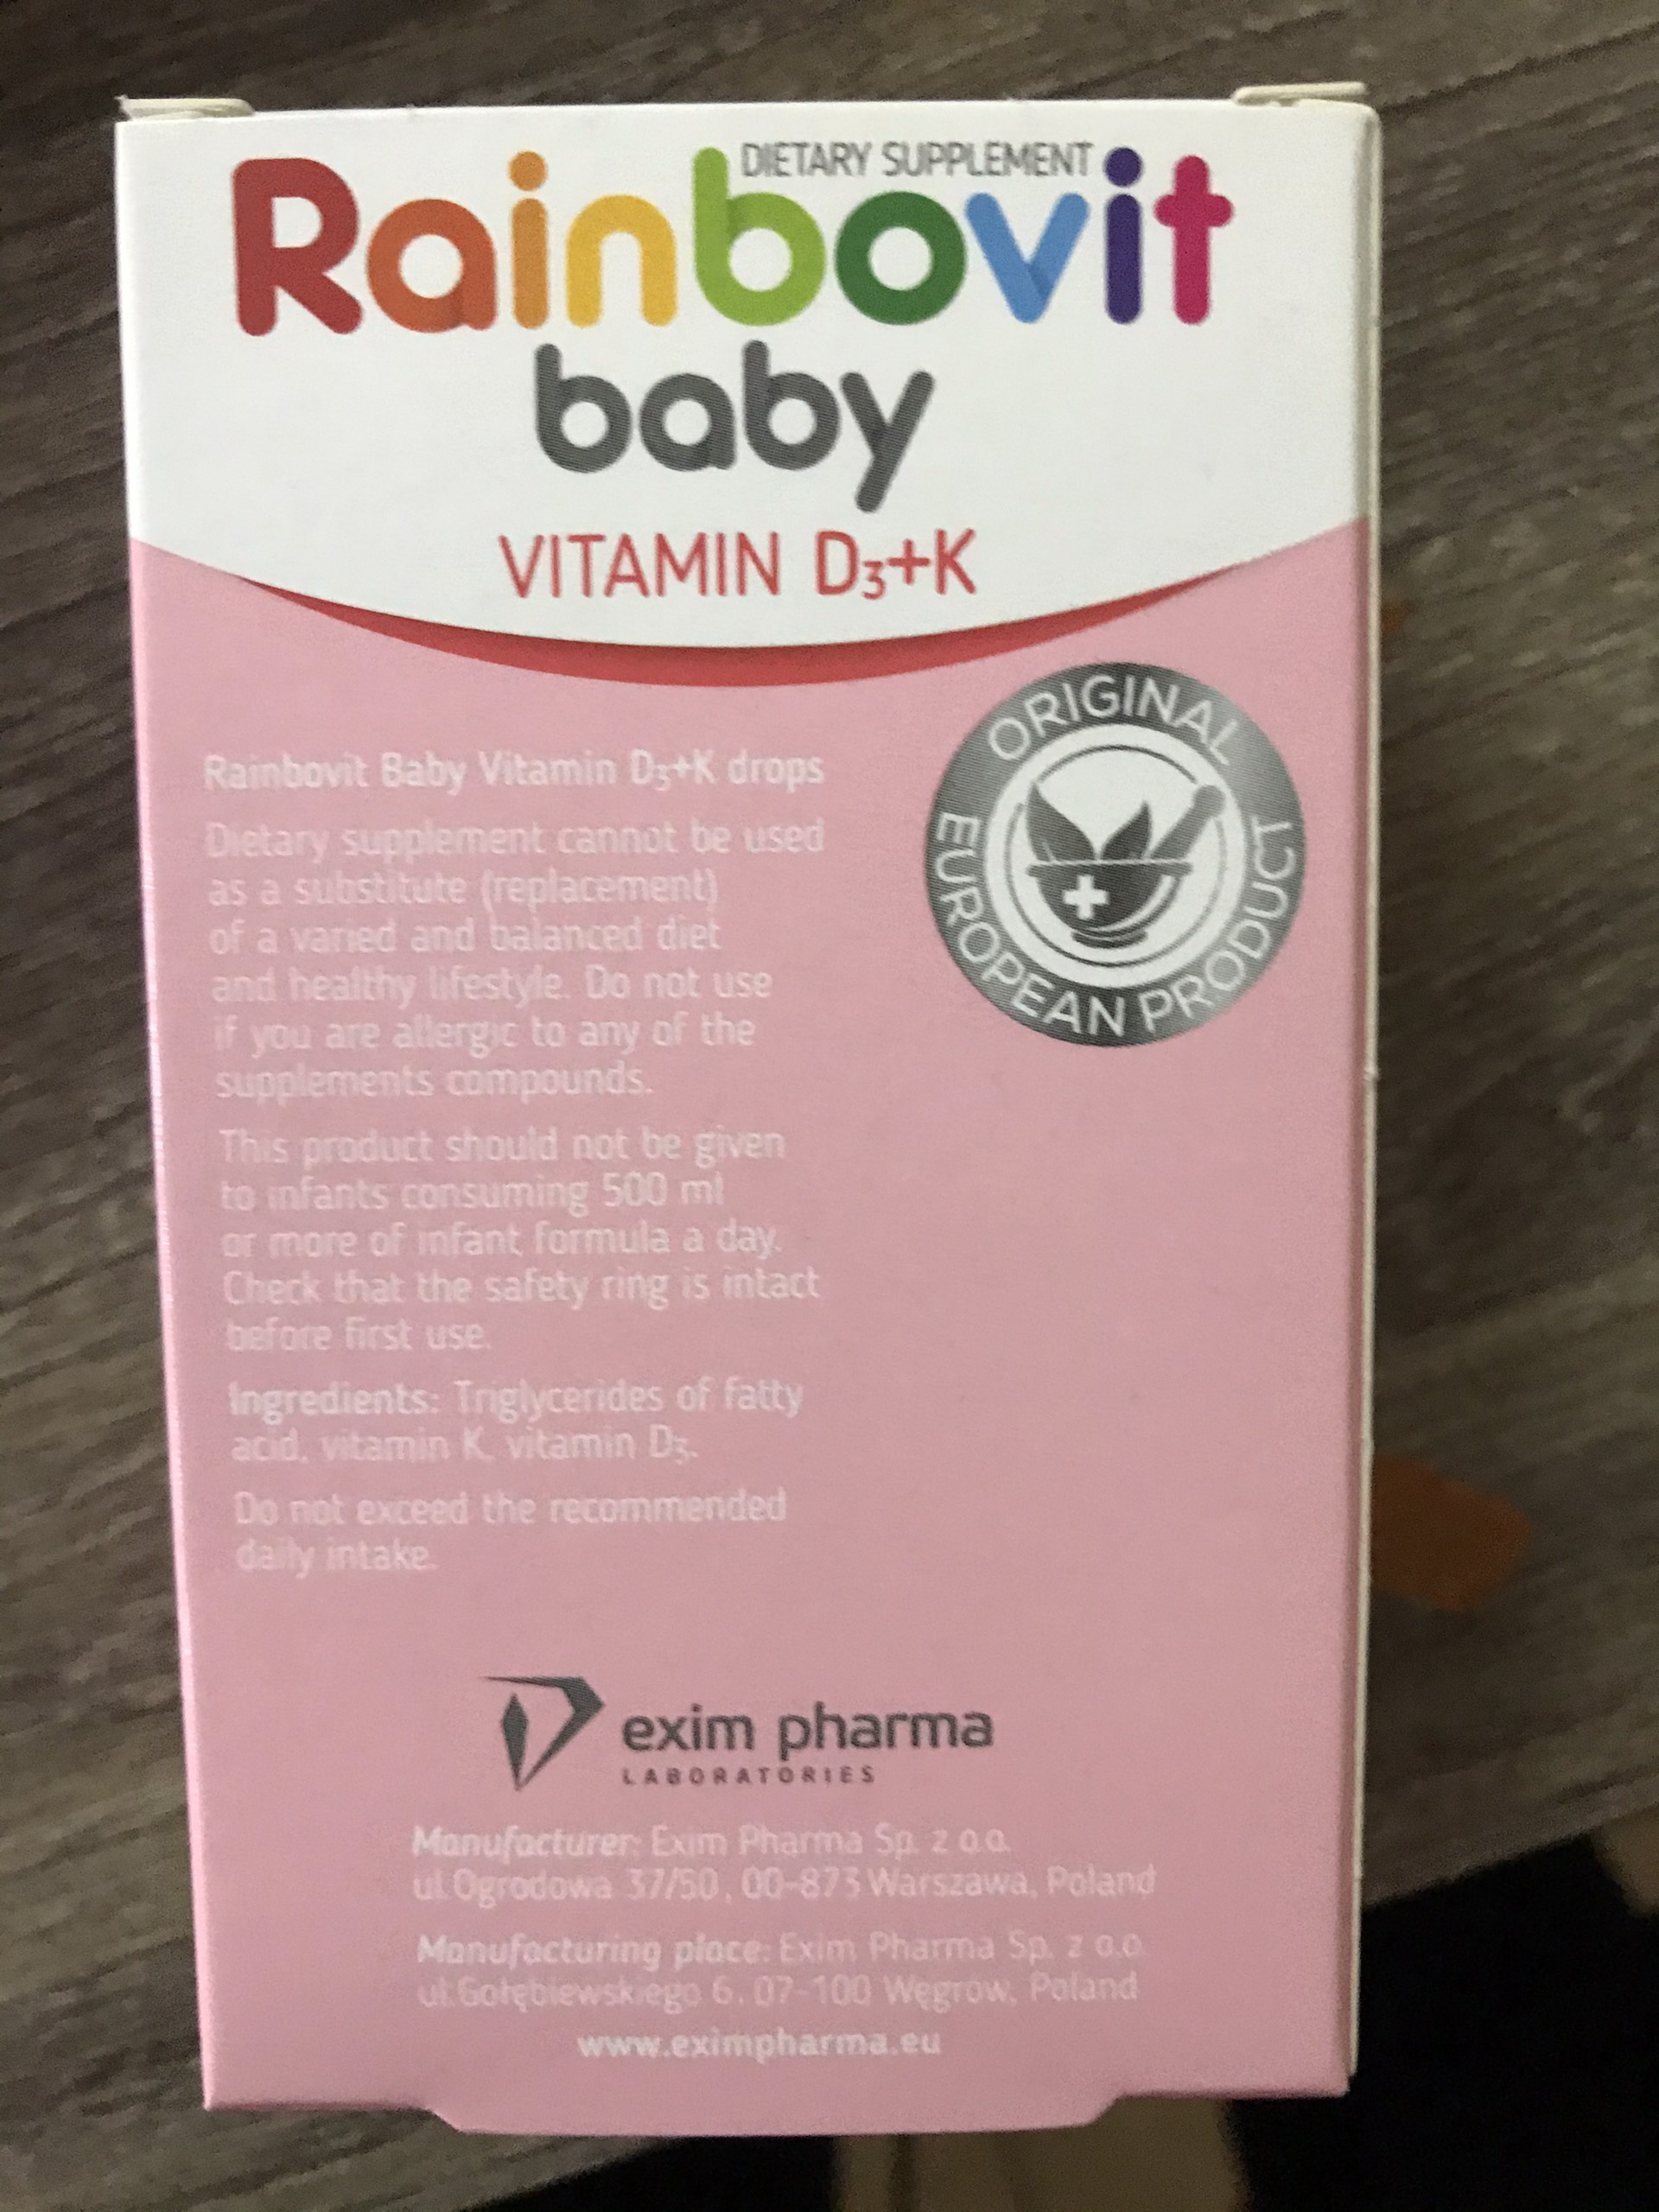 DIETARY SUPPLEMENT
Rainbovit
baby
VITAMIN D₃+K
ORIGINAL
EUROPEAN PRODUCT
Rainbovit Baby Vitamin D₃+K drops
Dietary supplement cannot be used
as a substitute (replacement)
of a varied and balanced diet
and healthy lifestyle. Do not use
if you are allergic to any of the
supplements compounds.
This product should not be given
to infants consuming 500 ml
or more of infant formula a day.
Check that the safety ring is intact
before first use.
Ingredients: Triglycerides of fatty
acid, vitamin K, vitamin D₃.
Do not exceed the recommended
daily intake.
exim pharma
LABORATORIES
Manufacturer: Exim Pharma Sp. z o.o.
ul.Ogrodowa 37/50, 00-873 Warszawa, Poland
Manufacturing place: Exim Pharma Sp. z o.o.
ul.Gołębiewskiego 6, 07-100 Węgrów, Poland
www.eximpharma.eu